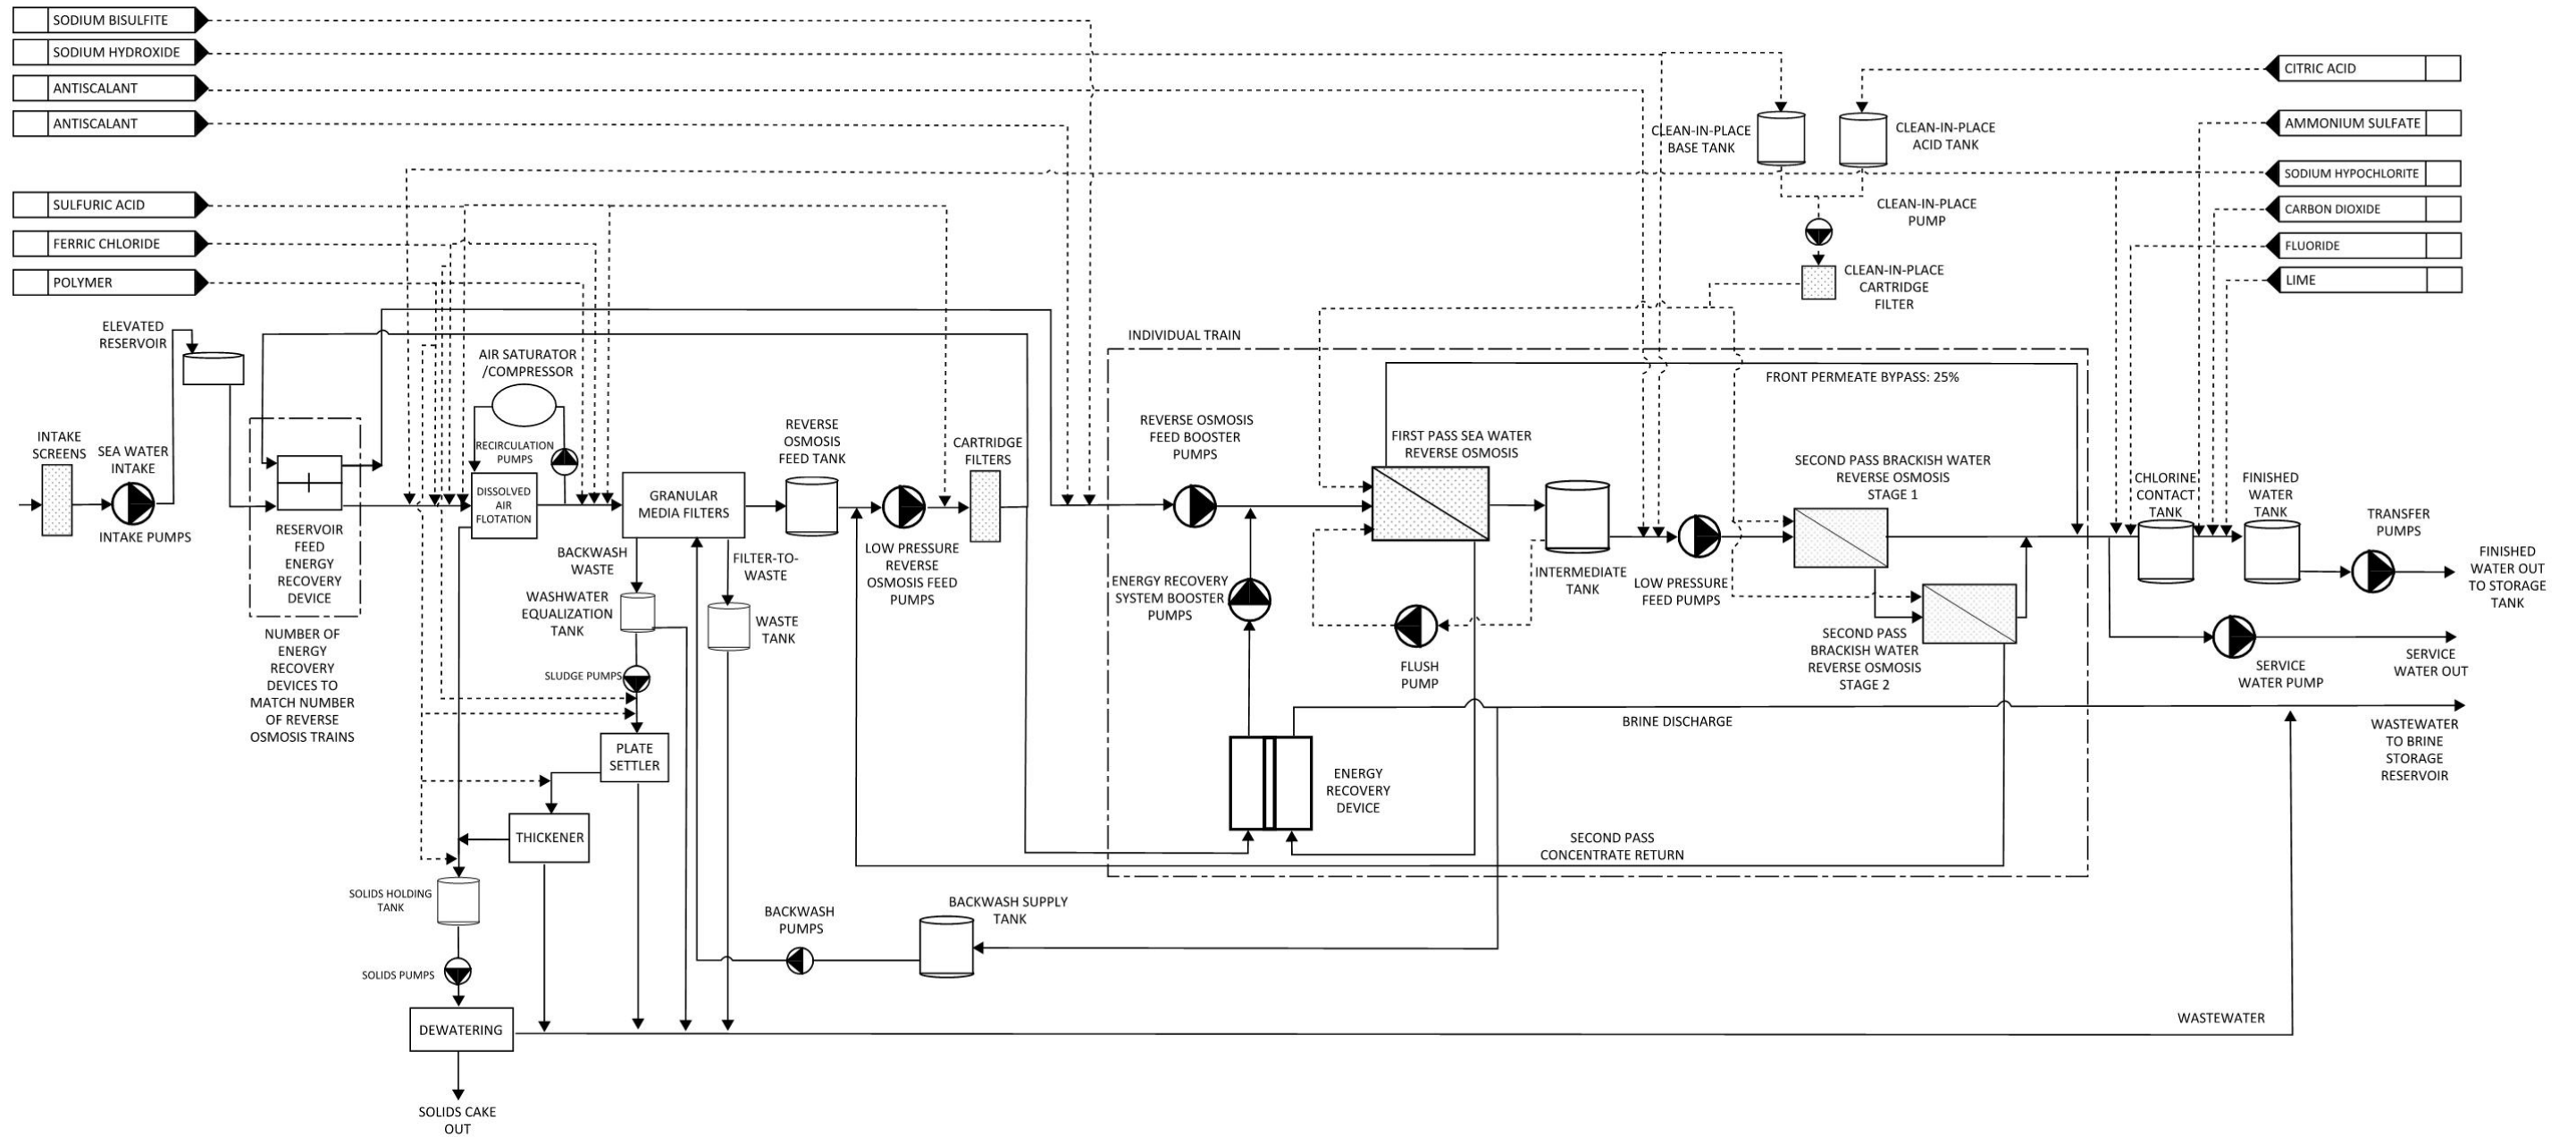 SODIUM BISULFITE
SODIUM HYDROXIDE
ANTISCALANT
ANTISCALANT
SULFURIC ACID
FERRIC CHLORIDE
POLYMER
CITRIC ACID
AMMONIUM SULFATE
SODIUM HYPOCHLORITE
CARBON DIOXIDE
FLUORIDE
LIME
CLEAN-IN-PLACE
BASE TANK
CLEAN-IN-PLACE
ACID TANK
CLEAN-IN-PLACE
PUMP
CLEAN-IN-PLACE
CARTRIDGE
FILTER
ELEVATED
RESERVOIR
INTAKE
SCREENS
SEA WATER
INTAKE
INTAKE PUMPS
RESERVOIR
FEED
ENERGY
RECOVERY
DEVICE
NUMBER OF
ENERGY
RECOVERY
DEVICES TO
MATCH NUMBER
OF REVERSE
OSMOSIS TRAINS
AIR SATURATOR
/COMPRESSOR
RECIRCULATION
PUMPS
DISSOLVED
AIR
FLOTATION
GRANULAR
MEDIA FILTERS
BACKWASH
WASTE
FILTER-TO-
WASTE
WASHWATER
EQUALIZATION
TANK
WASTE
TANK
SLUDGE PUMPS
PLATE
SETTLER
THICKENER
SOLIDS HOLDING
TANK
SOLIDS PUMPS
DEWATERING
SOLIDS CAKE
OUT
REVERSE
OSMOSIS
FEED TANK
LOW PRESSURE
REVERSE
OSMOSIS FEED
PUMPS
CARTRIDGE
FILTERS
BACKWASH
PUMPS
BACKWASH SUPPLY
TANK
INDIVIDUAL TRAIN
REVERSE OSMOSIS
FEED BOOSTER
PUMPS
ENERGY RECOVERY
SYSTEM BOOSTER
PUMPS
FIRST PASS SEA WATER
REVERSE OSMOSIS
FRONT PERMEATE BYPASS: 25%
INTERMEDIATE
TANK
FLUSH
PUMP
LOW PRESSURE
FEED PUMPS
SECOND PASS BRACKISH WATER
REVERSE OSMOSIS
STAGE 1
SECOND PASS
BRACKISH WATER
REVERSE OSMOSIS
STAGE 2
BRINE DISCHARGE
ENERGY
RECOVERY
DEVICE
SECOND PASS
CONCENTRATE RETURN
CHLORINE
CONTACT
TANK
FINISHED
WATER
TANK
TRANSFER
PUMPS
FINISHED
WATER OUT
TO STORAGE
TANK
SERVICE
WATER PUMP
SERVICE
WATER OUT
WASTEWATER
TO BRINE
STORAGE
RESERVOIR
WASTEWATER